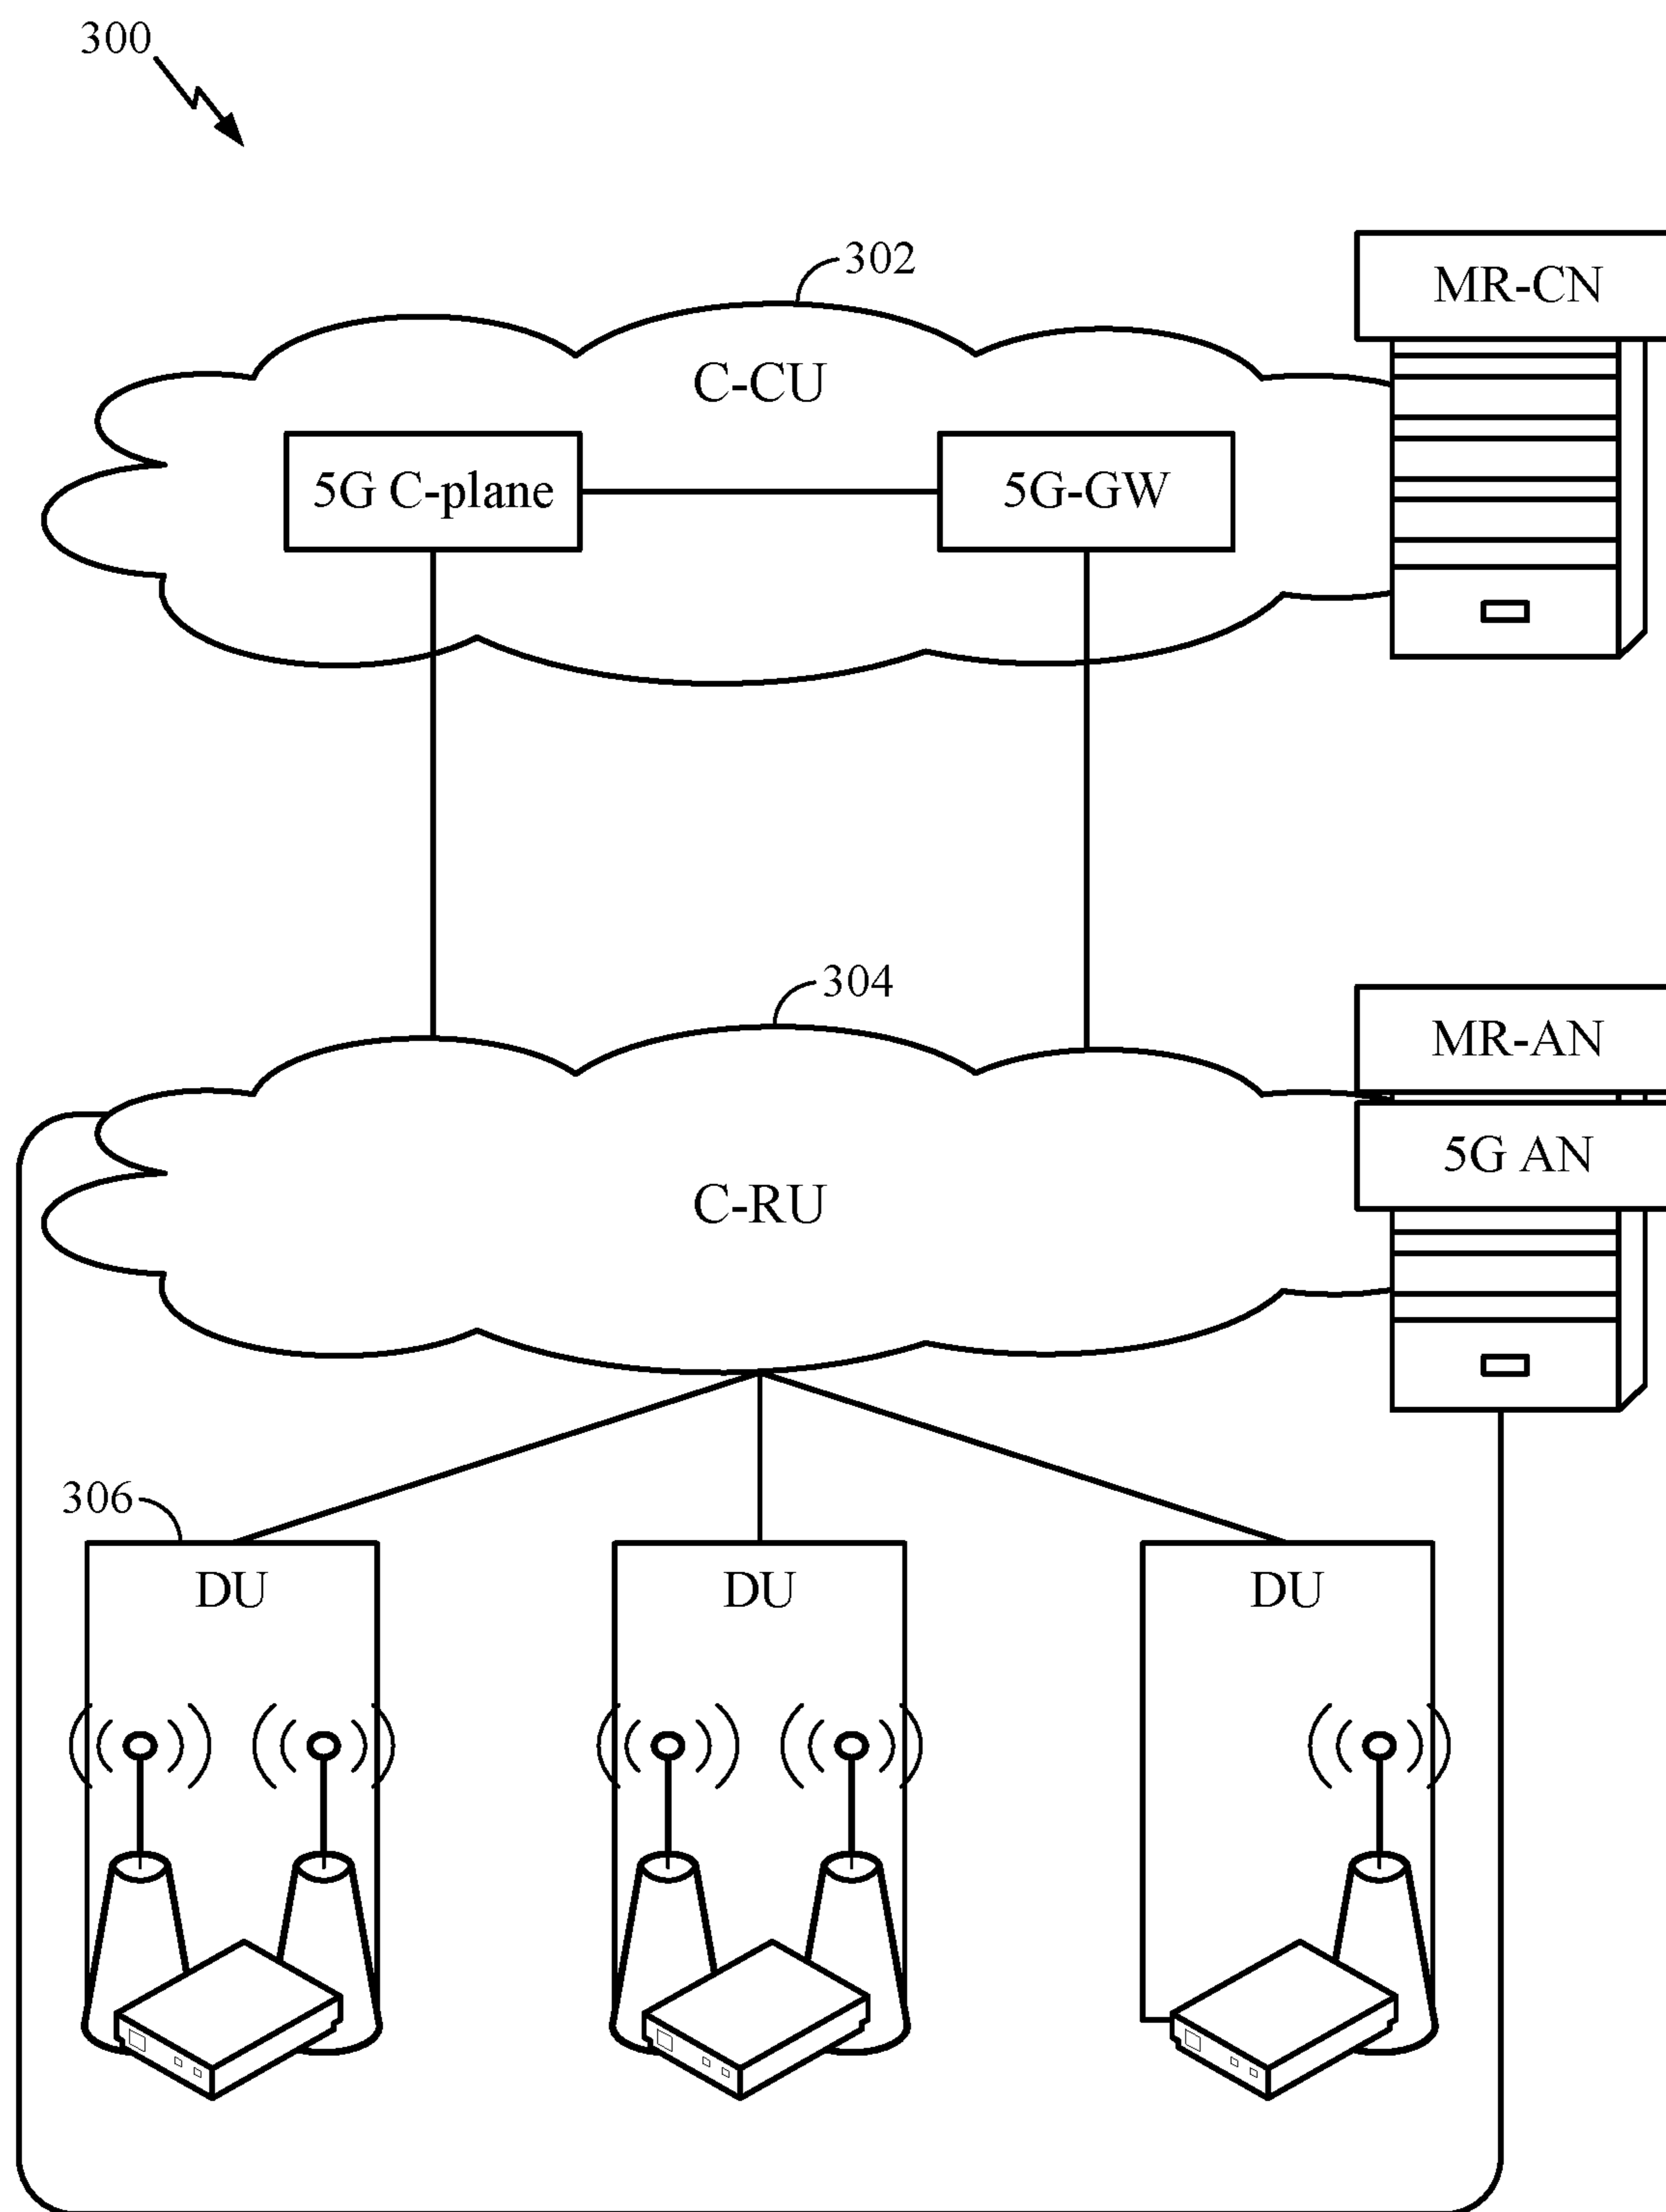 300
302
MR-CN
C-CU
5G C-plane
5G-GW
304
MR-AN
5G AN
C-RU
306
DU
DU
DU